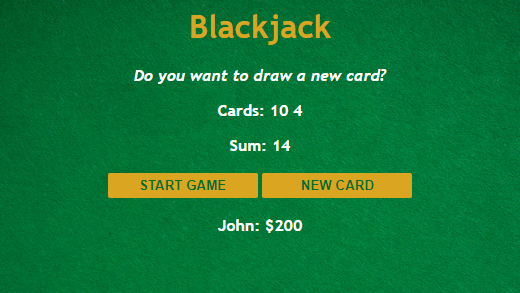 Blackjack
Do you want to draw a new card?
Cards: 10 4
Sum: 14
START GAME NEW CARD
John: $200